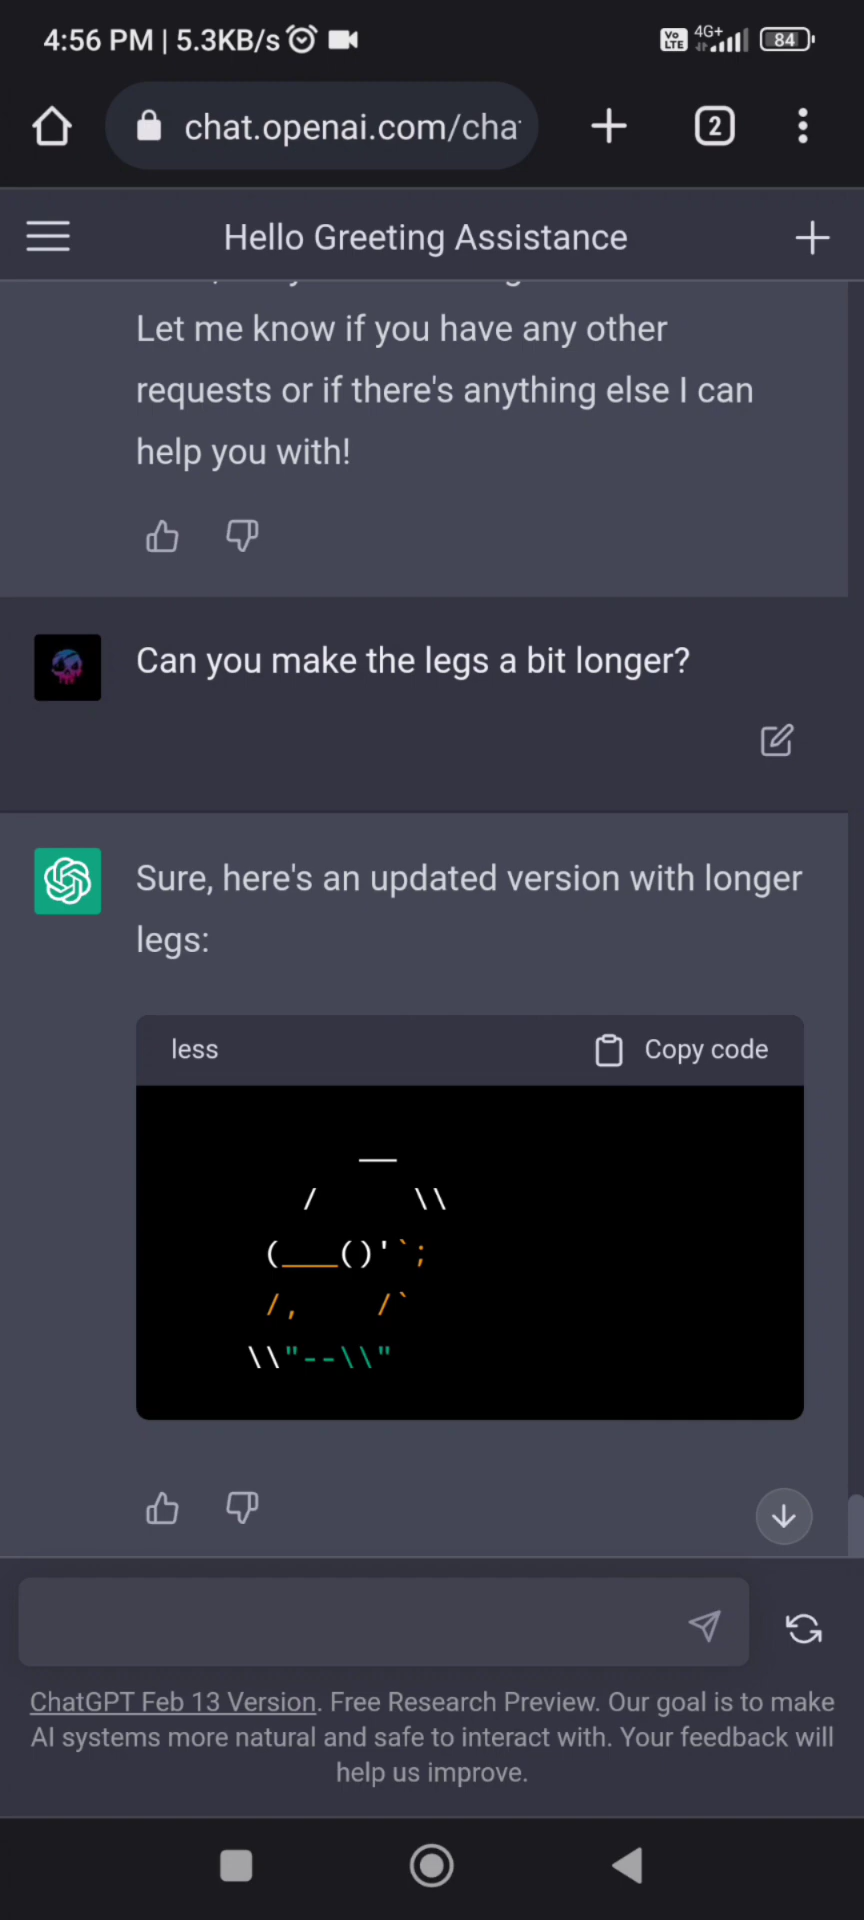 4:56 PM | 5.3KB/s
Vo LTE 4G+ 84
chat.openai.com/cha
2
Hello Greeting Assistance
Let me know if you have any other
requests or if there's anything else I can
help you with!
Can you make the legs a bit longer?
Sure, here's an updated version with longer
legs:
less Copy code
__
/ \\
(___()'`;
/, /`
\\"--\\"
ChatGPT Feb 13 Version. Free Research Preview. Our goal is to make
AI systems more natural and safe to interact with. Your feedback will
help us improve.